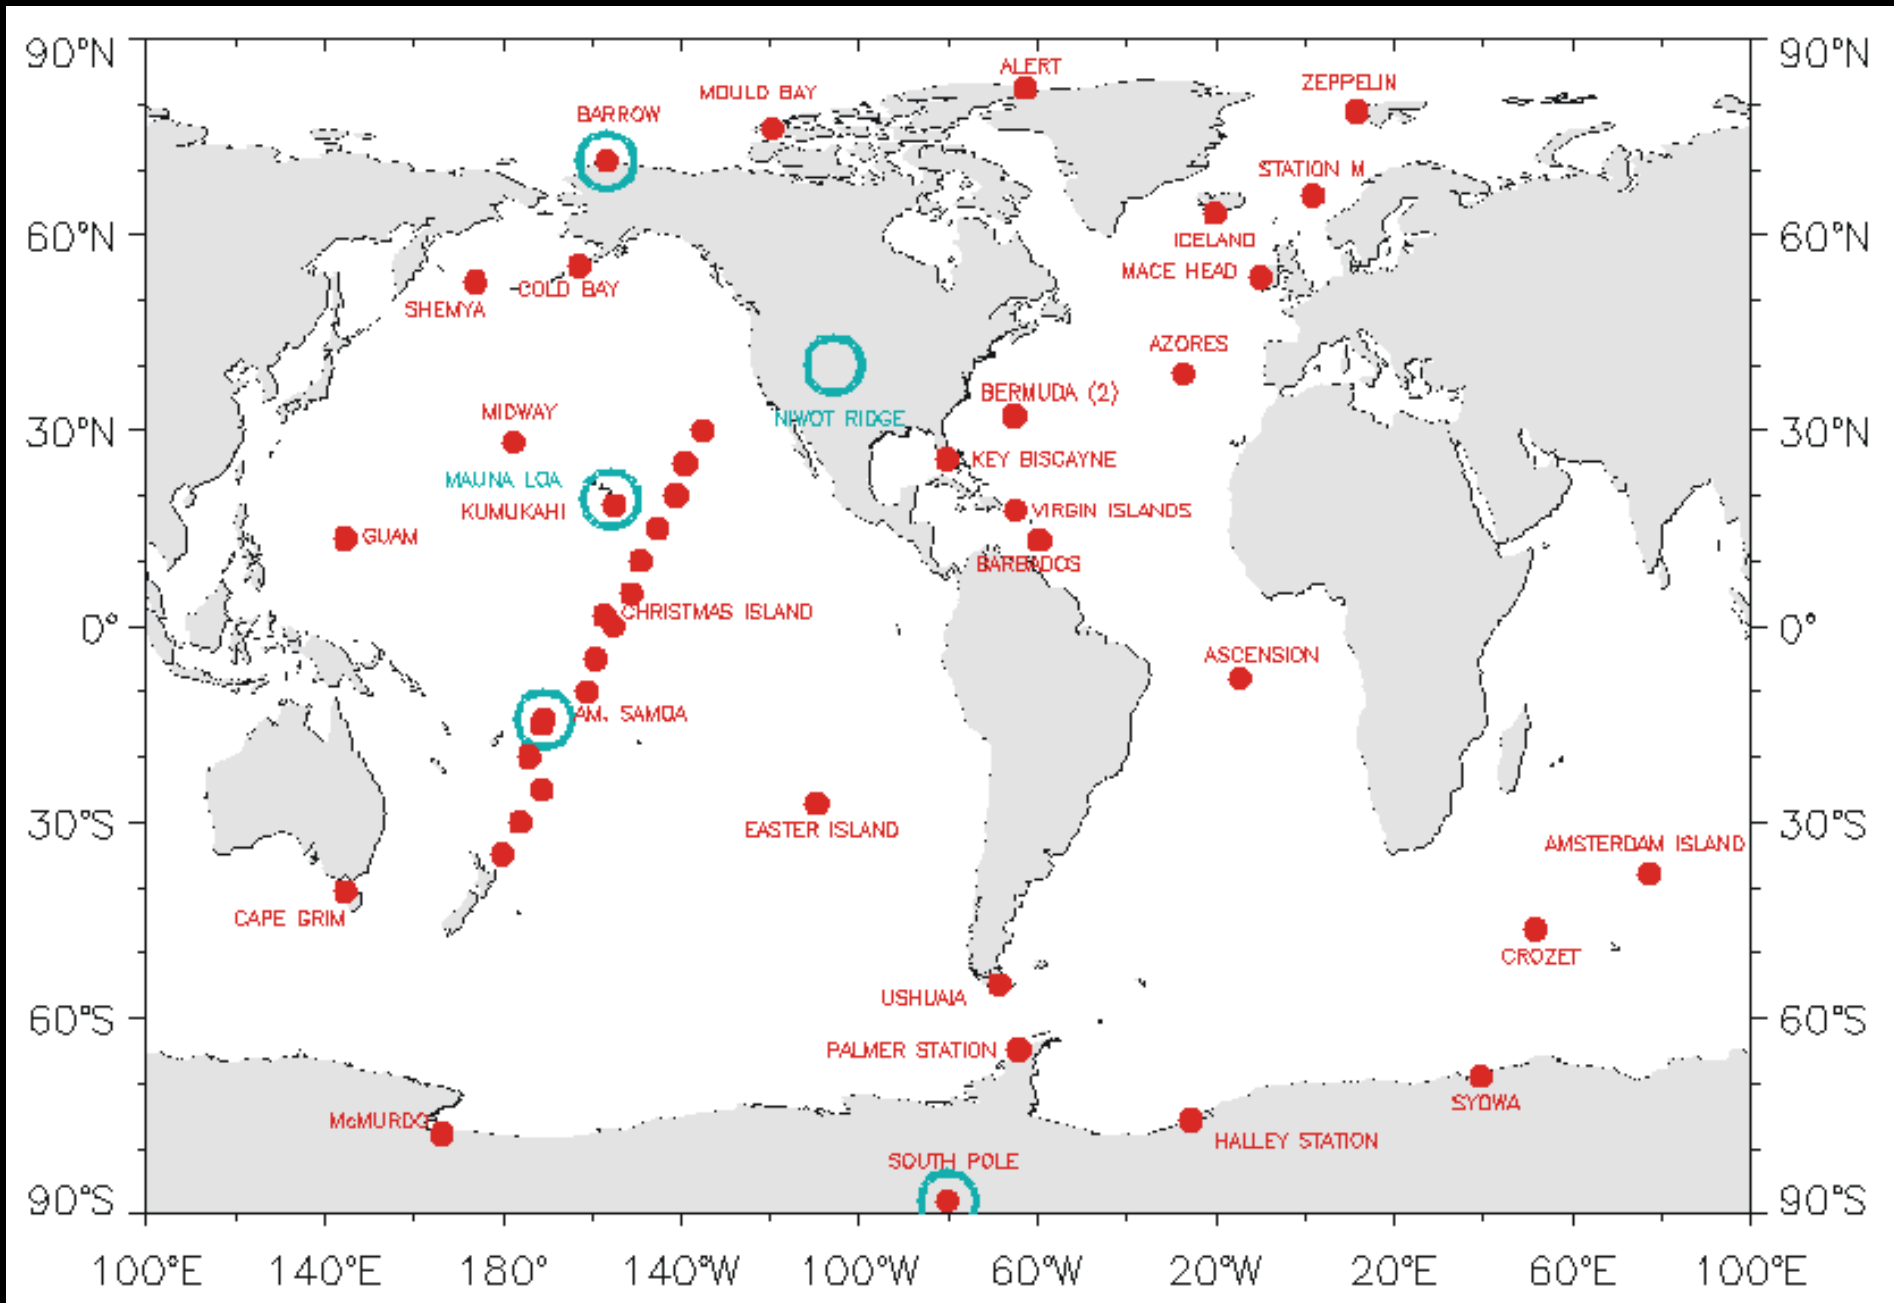 90°N
90°N
ALERT
ZEPPELIN
MOULD BAY
BARROW
STATION M
60°N
60°N
ICELAND
MACE HEAD
COLD BAY
SHEMYA
AZORES
BERMUDA (2)
MIDWAY
NIWOT RIDGE
30°N
30°N
KEY BISCAYNE
MAUNA LOA
KUMUKAHI
VIRGIN ISLANDS
GUAM
BARBADOS
CHRISTMAS ISLAND
0°
0°
ASCENSION
AM. SAMOA
30°S
30°S
EASTER ISLAND
AMSTERDAM ISLAND
CAPE GRIM
CROZET
USHUAIA
60°S
60°S
PALMER STATION
SYOWA
McMURDO
HALLEY STATION
SOUTH POLE
90°S
90°S
100°E 140°E 180° 140°W 100°W 60°W 20°W 20°E 60°E 100°E